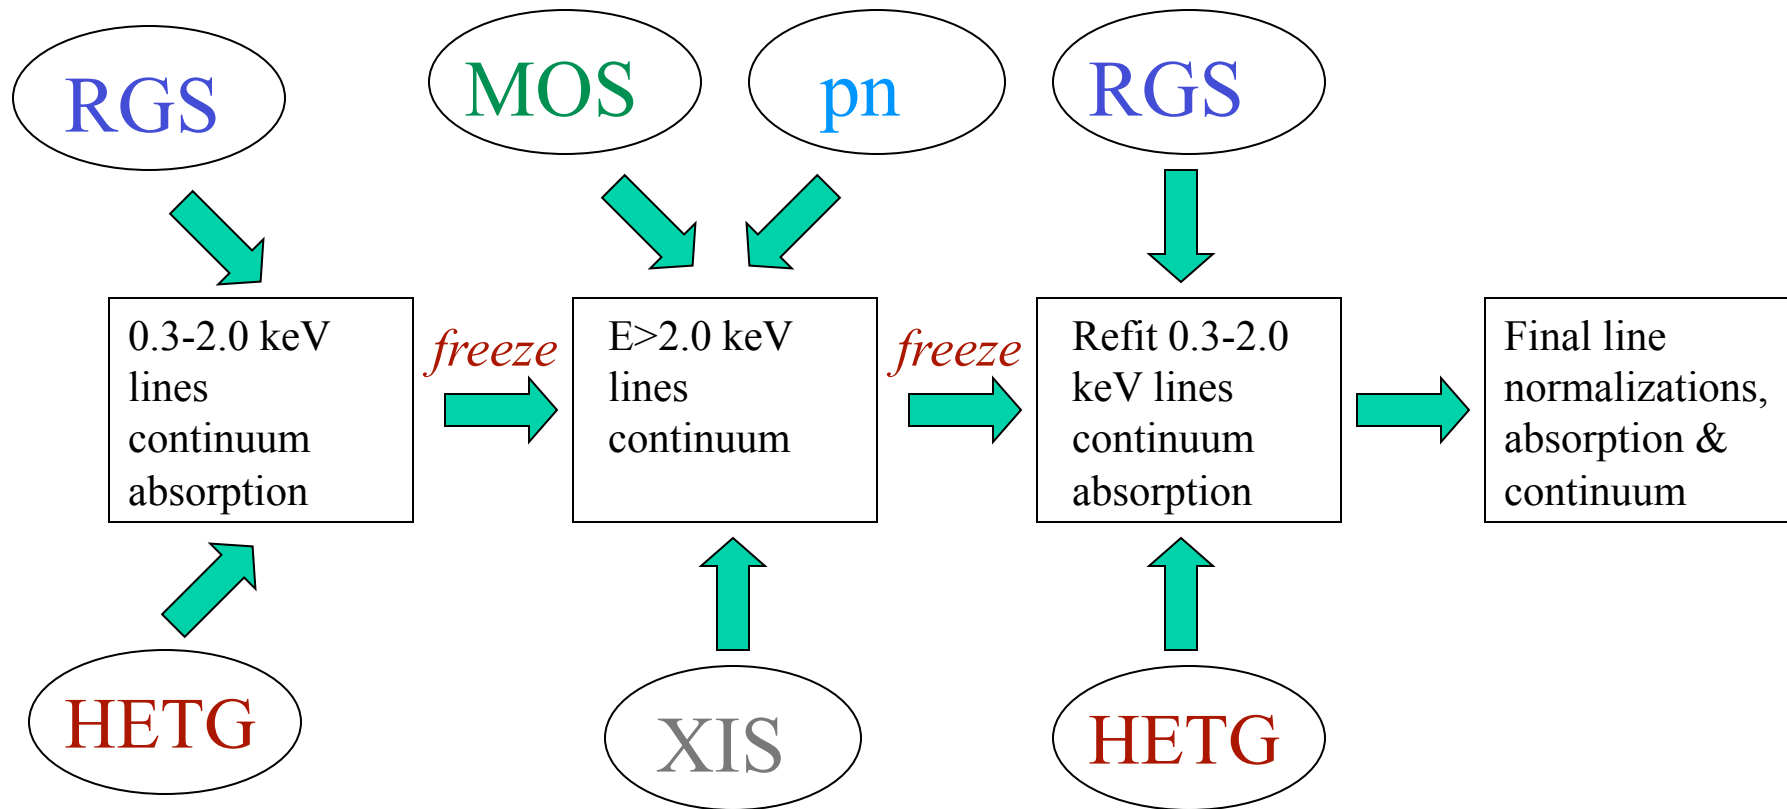 RGS
MOS
pn
RGS
0.3-2.0 keV
lines
continuum
absorption
freeze
E>2.0 keV
lines
continuum
freeze
Refit 0.3-2.0
keV lines
continuum
absorption
Final line
normalizations,
absorption &
continuum
HETG
XIS
HETG